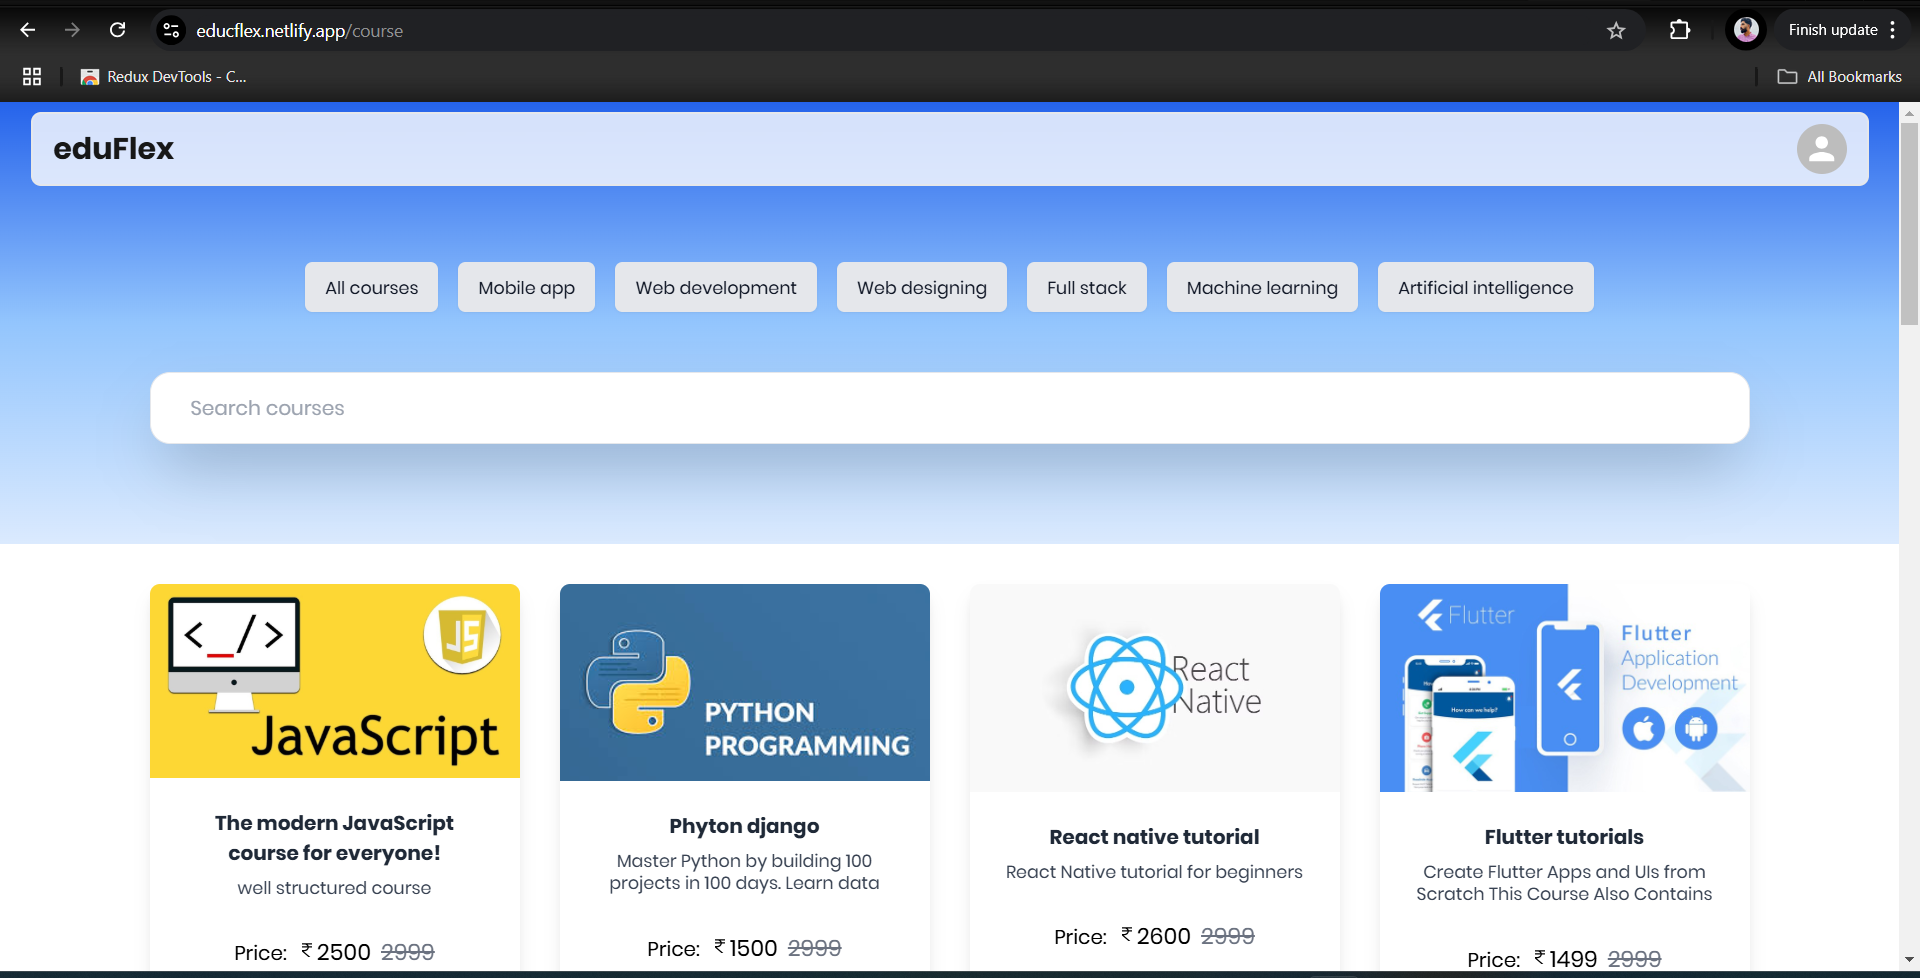 educflex.netlify.app/course
Finish update
Redux DevTools - C...
All Bookmarks
eduFlex
All courses
Mobile app
Web development
Web designing
Full stack
Machine learning
Artificial intelligence
Search courses
<_/>
JS
JavaScript
PYTHON
PROGRAMMING
React
Native
Flutter
Flutter
Application
Development
How can we help?
The modern JavaScript
course for everyone!
well structured course
Price: ₹ 2500 2999
Phyton django
Master Python by building 100
projects in 100 days. Learn data
Price: ₹ 1500 2999
React native tutorial
React Native tutorial for beginners
Price: ₹ 2600 2999
Flutter tutorials
Create Flutter Apps and UIs from
Scratch This Course Also Contains
Price: ₹ 1499 2999